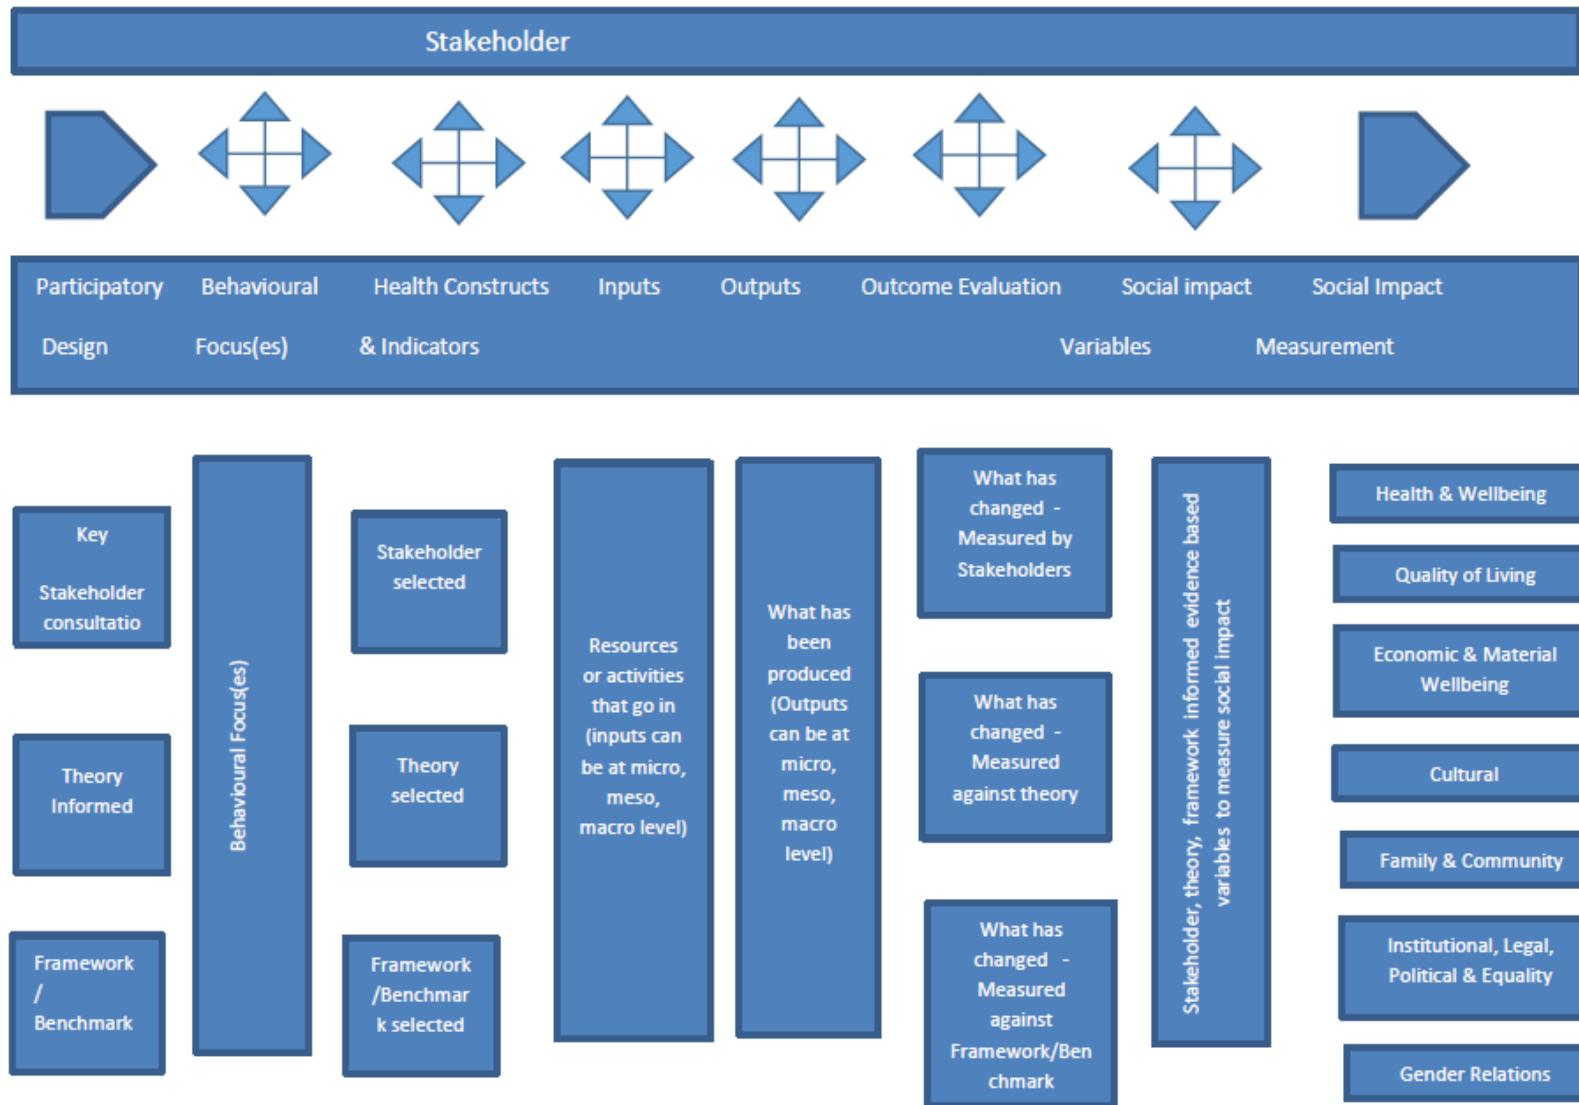 Stakeholder
Participatory Behavioural Health Constructs Inputs Outputs Outcome Evaluation Social impact Social Impact
Design Focus(es) & Indicators Variables Measurement
Key
Stakeholder
consultatio
Theory
Informed
Framework
/
Benchmark
Behavioural Focus(es)
Stakeholder
selected
Theory
selected
Framework
/Benchmar
k selected
Resources
or activities
that go in
(inputs can
be at micro,
meso,
macro level)
What has
been
produced
(Outputs
can be at
micro,
meso,
macro
level)
What has
changed -
Measured by
Stakeholders
What has
changed -
Measured
against theory
What has
changed -
Measured
against
Framework/Ben
chmark
Stakeholder, theory, framework informed evidence based
variables to measure social impact
Health & Wellbeing
Quality of Living
Economic & Material
Wellbeing
Cultural
Family & Community
Institutional, Legal,
Political & Equality
Gender Relations